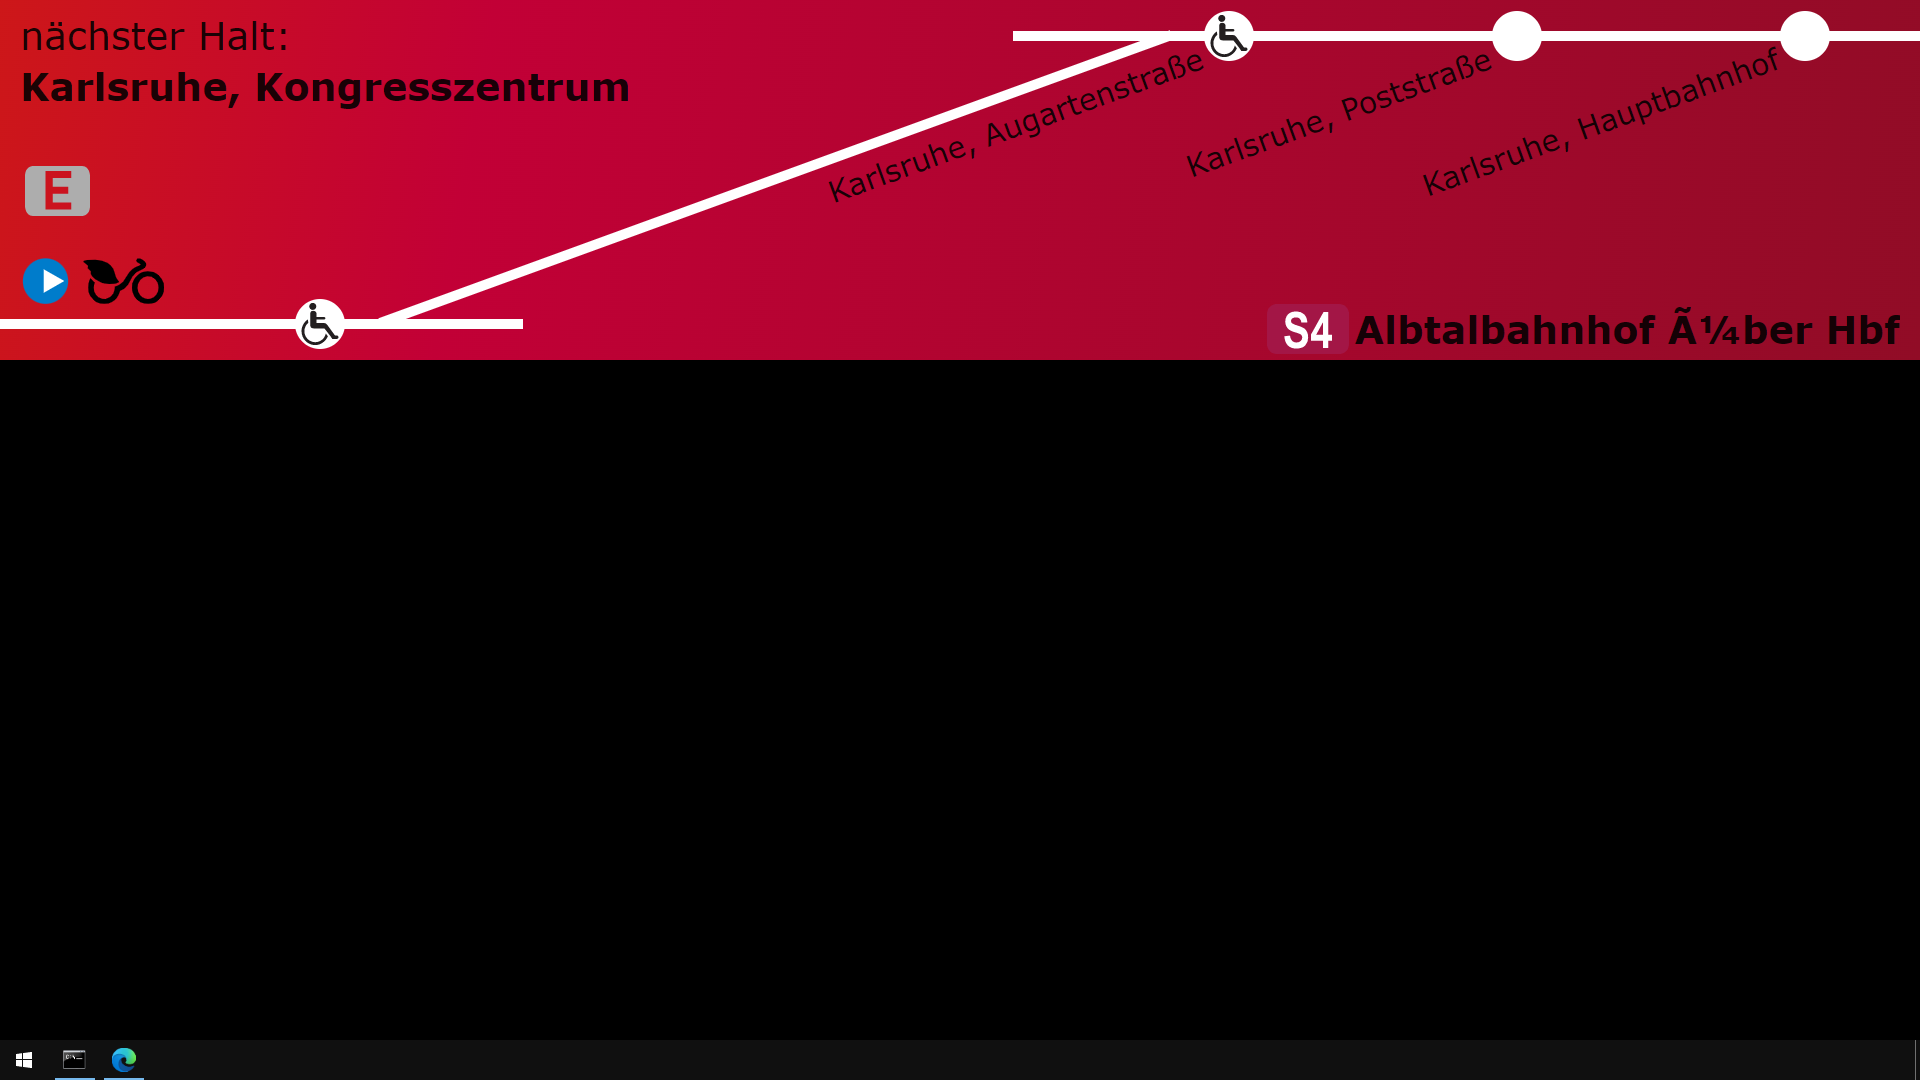 nächster Halt:
Karlsruhe, Kongresszentrum
Karlsruhe, Augartenstraße
Karlsruhe, Poststraße
Karlsruhe, Hauptbahnhof
E
S4 Albtalbahnhof Ã¼ber Hbf